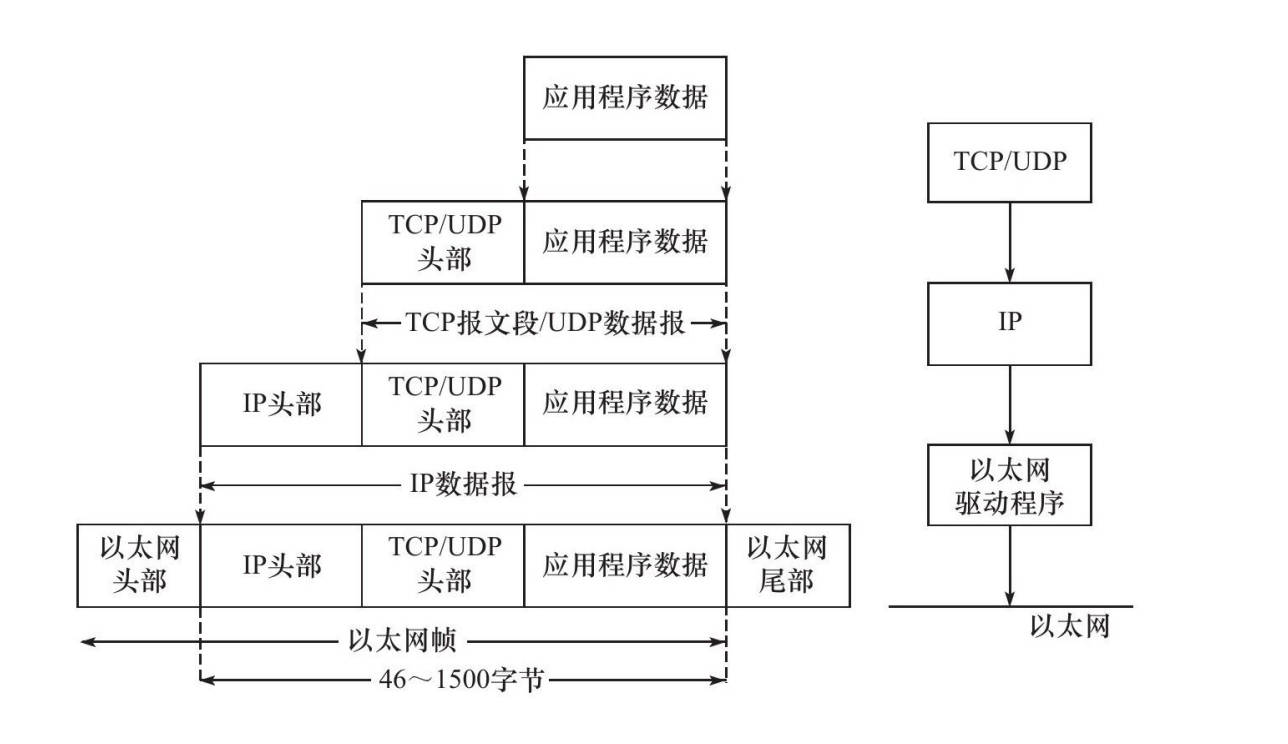 应用程序数据
TCP/UDP
头部
应用程序数据
TCP报文段/UDP数据报
IP头部
TCP/UDP
头部
应用程序数据
IP数据报
以太网
头部
IP头部
TCP/UDP
头部
应用程序数据
以太网
尾部
以太网帧
46～1500字节
TCP/UDP
IP
以太网
驱动程序
以太网